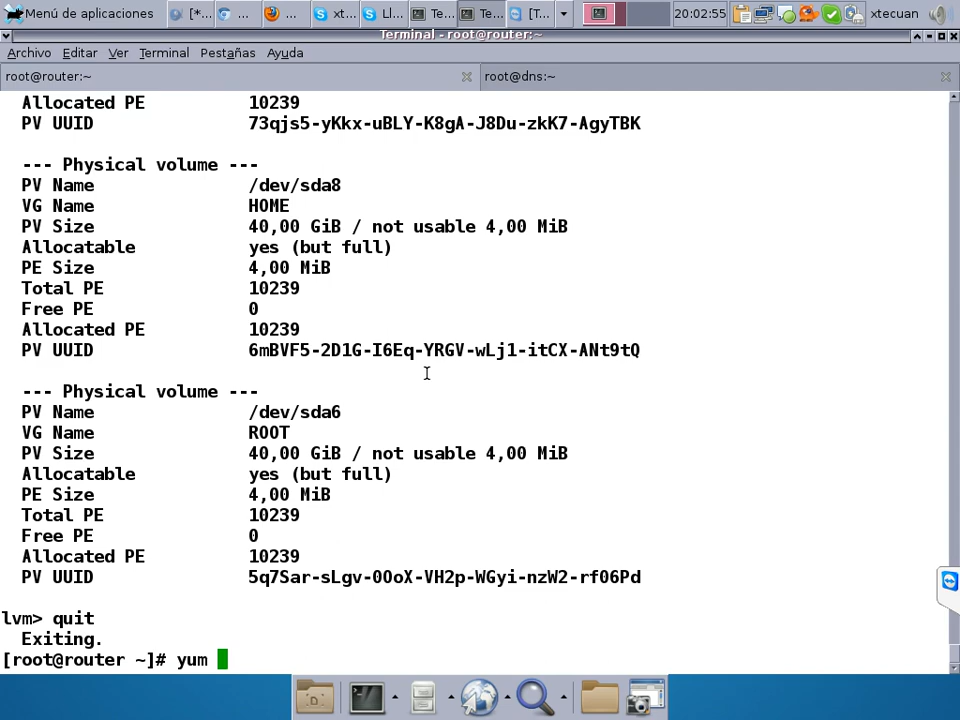 Menú de aplicaciones
[*...
...
...
xt...
Ll...
Te...
Te...
[T...
20:02:55
xtecuan
Terminal - root@router:~
Archivo Editar Ver Terminal Pestañas Ayuda
root@router:~
root@dns:~
Allocated PE 10239
PV UUID 73qjs5-yKkx-uBLY-K8gA-J8Du-zkK7-AgyTBK
--- Physical volume ---
PV Name /dev/sda8
VG Name HOME
PV Size 40,00 GiB / not usable 4,00 MiB
Allocatable yes (but full)
PE Size 4,00 MiB
Total PE 10239
Free PE 0
Allocated PE 10239
PV UUID 6mBVF5-2D1G-I6Eq-YRGV-wLj1-itCX-ANt9tQ
--- Physical volume ---
PV Name /dev/sda6
VG Name ROOT
PV Size 40,00 GiB / not usable 4,00 MiB
Allocatable yes (but full)
PE Size 4,00 MiB
Total PE 10239
Free PE 0
Allocated PE 10239
PV UUID 5q7Sar-sLgv-0OoX-VH2p-WGyi-nzW2-rf06Pd
lvm> quit
Exiting.
[root@router ~]# yum